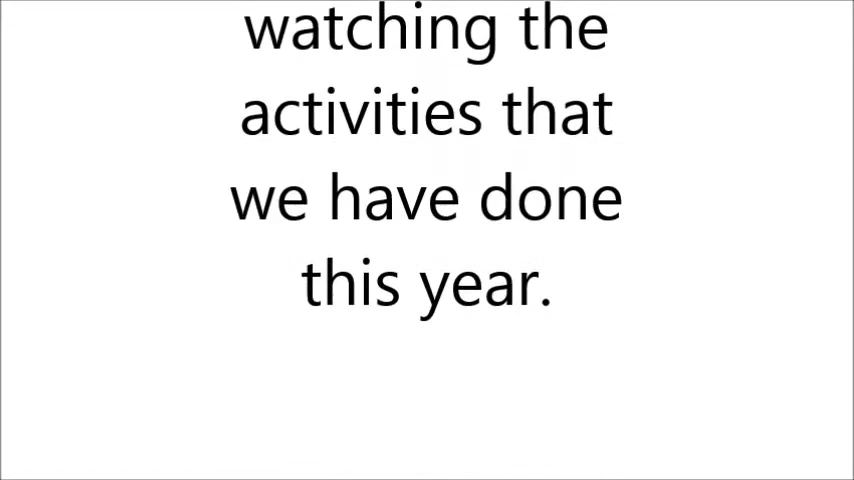 watching the
activities that
we have done
this year.